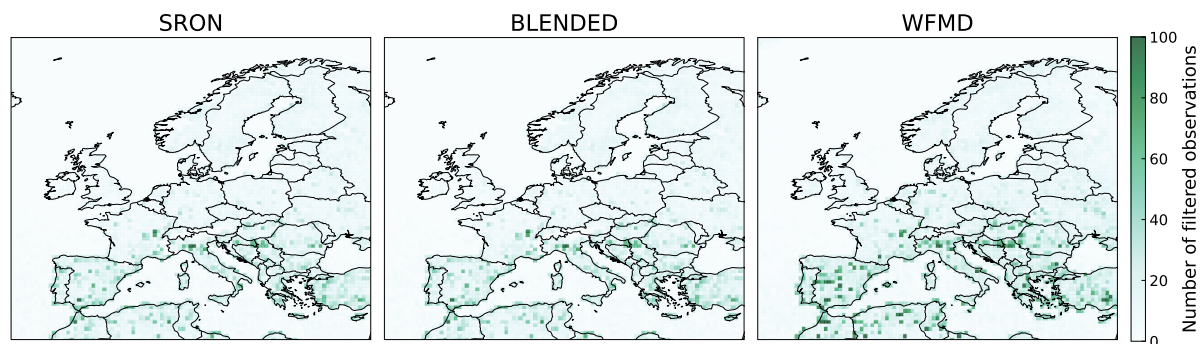 SRON
BLENDED
WFMD
100
80
60
40
20
0
Number of filtered observations